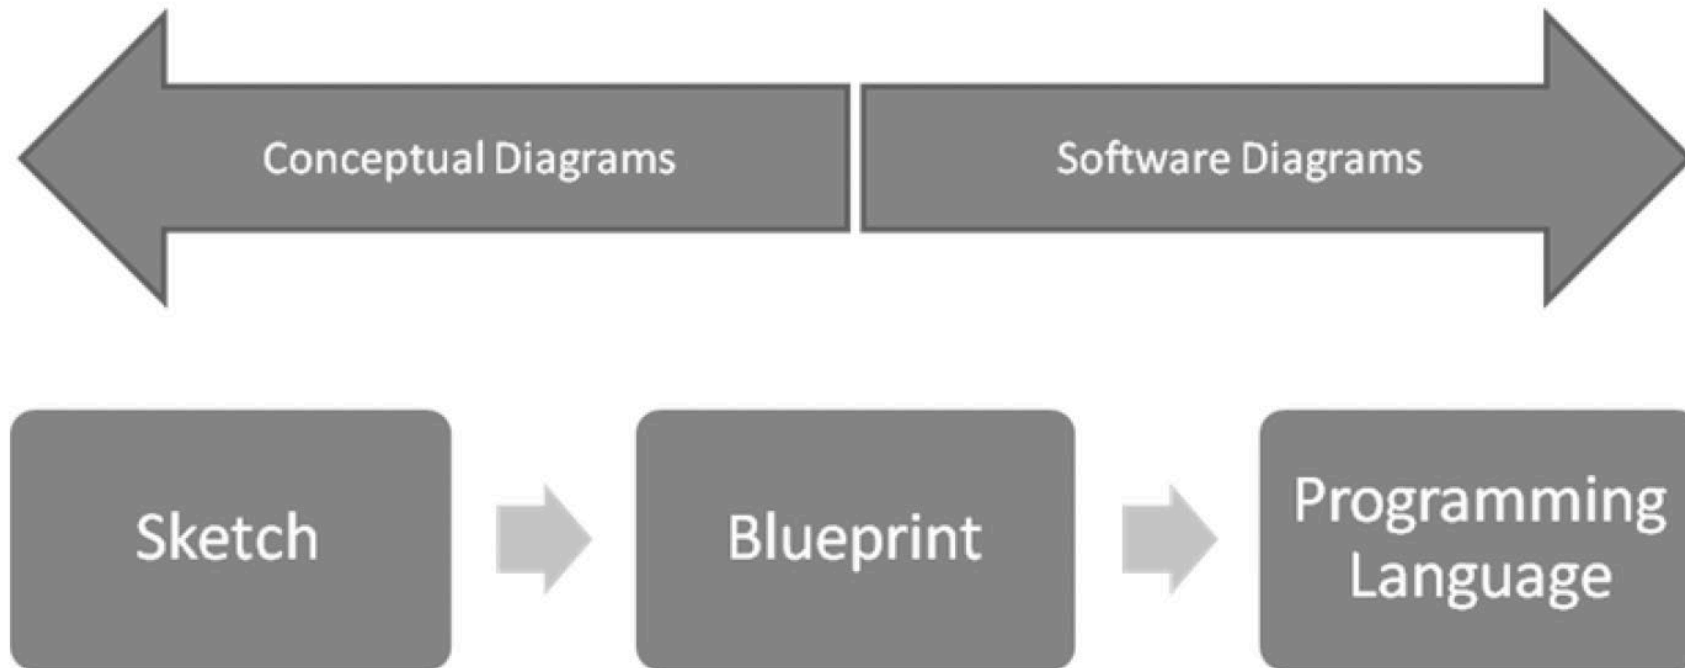 Conceptual Diagrams
Software Diagrams
Sketch
Blueprint
Programming
Language